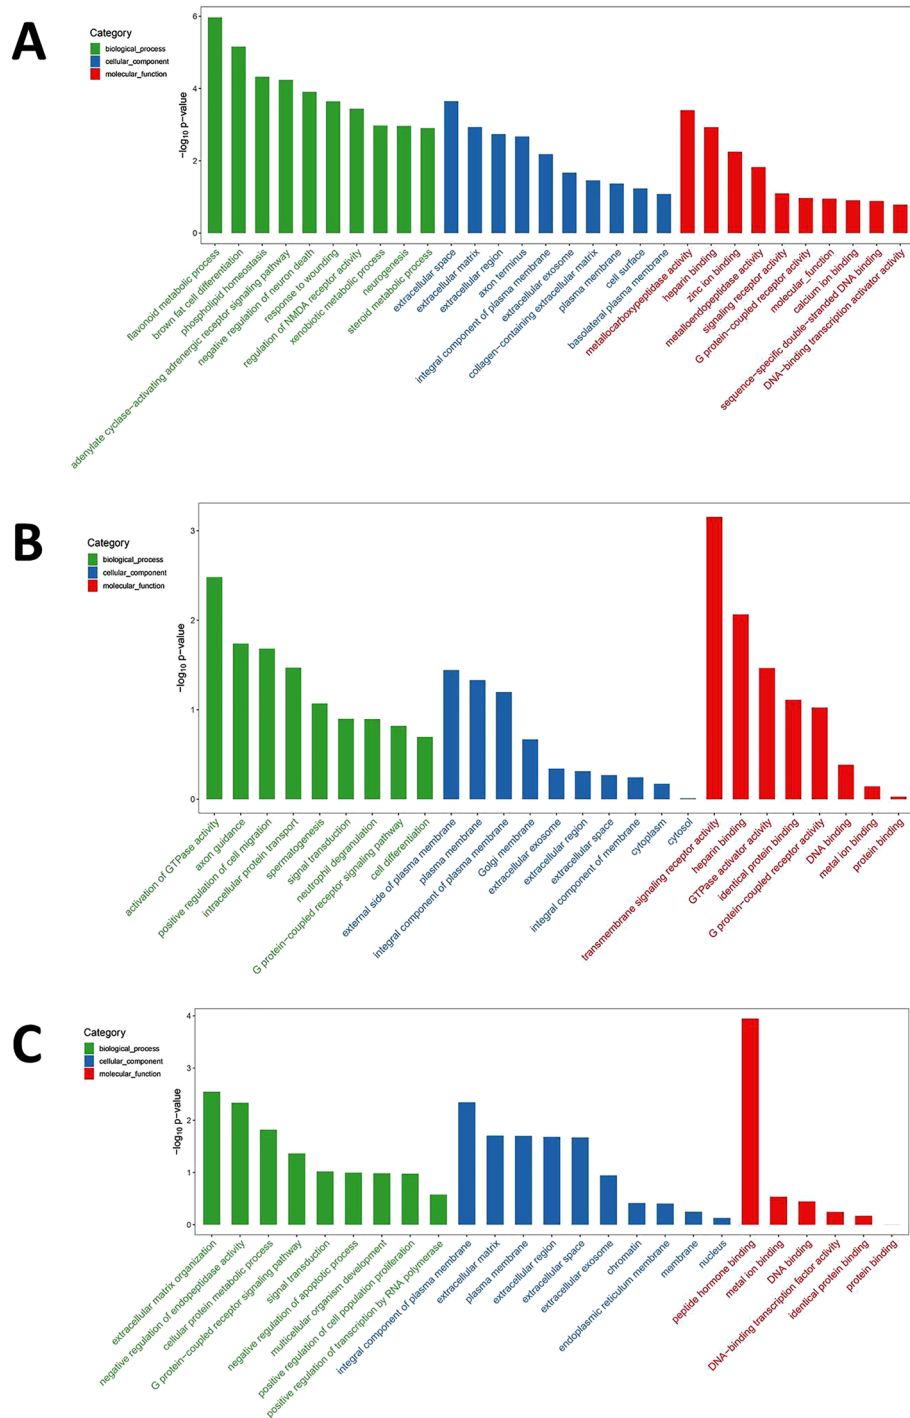 A
Category
biological_process
cellular_component
molecular_function
−log10 p−value
6
4
2
0
flavonoid metabolic process
brown fat cell differentiation
phospholipid homeostasis
adenylate cyclase−activating adrenergic receptor signaling pathway
negative regulation of neuron death
response to wounding
regulation of NMDA receptor activity
xenobiotic metabolic process
neurogenesis
steroid metabolic process
extracellular space
extracellular matrix
extracellular region
axon terminus
integral component of plasma membrane
extracellular exosome
collagen−containing extracellular matrix
plasma membrane
cell surface
basolateral plasma membrane
metallocarboxypeptidase activity
heparin binding
zinc ion binding
metalloendopeptidase activity
signaling receptor activity
G protein−coupled receptor activity
molecular_function
calcium ion binding
sequence−specific double−stranded DNA binding
DNA−binding transcription activator activity
B
Category
biological_process
cellular_component
molecular_function
−log10 p−value
3
2
1
0
activation of GTPase activity
axon guidance
positive regulation of cell migration
intracellular protein transport
spermatogenesis
signal transduction
neutrophil degranulation
G protein−coupled receptor signaling pathway
cell differentiation
external side of plasma membrane
plasma membrane
integral component of plasma membrane
Golgi membrane
extracellular exosome
extracellular region
extracellular space
integral component of membrane
cytoplasm
cytosol
transmembrane signaling receptor activity
heparin binding
GTPase activator activity
identical protein binding
G protein−coupled receptor activity
DNA binding
metal ion binding
protein binding
C
Category
biological_process
cellular_component
molecular_function
−log10 p−value
4
3
2
1
0
extracellular matrix organization
negative regulation of endopeptidase activity
cellular protein metabolic process
G protein−coupled receptor signaling pathway
signal transduction
negative regulation of apoptotic process
multicellular organism development
positive regulation of cell population proliferation
positive regulation of transcription by RNA polymerase
integral component of plasma membrane
extracellular matrix
plasma membrane
extracellular region
extracellular space
extracellular exosome
chromatin
endoplasmic reticulum membrane
membrane
nucleus
peptide hormone binding
metal ion binding
DNA binding
DNA−binding transcription factor activity
identical protein binding
protein binding